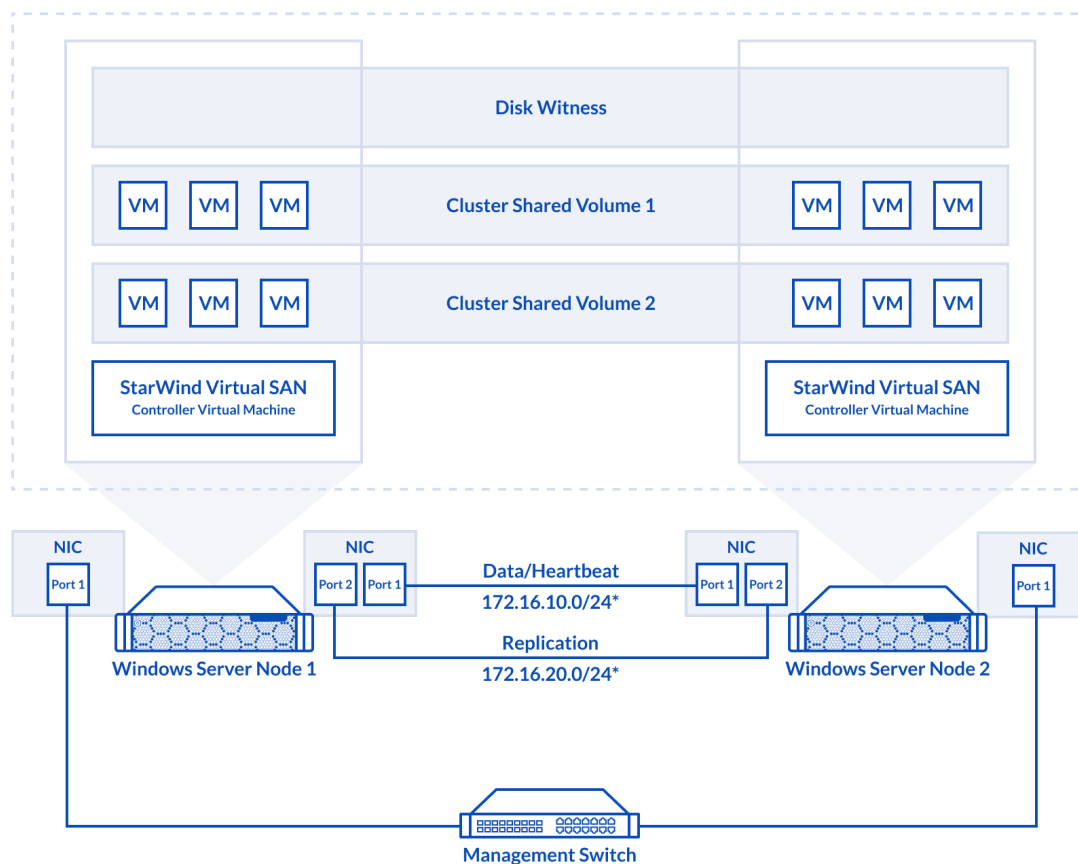 Disk Witness
VM VM VM Cluster Shared Volume 1 VM VM VM
VM VM VM Cluster Shared Volume 2 VM VM VM
StarWind Virtual SAN
Controller Virtual Machine
StarWind Virtual SAN
Controller Virtual Machine
NIC
Port 1
NIC
Port 2 Port 1
Data/Heartbeat
172.16.10.0/24*
NIC
Port 1 Port 2
NIC
Port 1
Replication
172.16.20.0/24*
Windows Server Node 1
Windows Server Node 2
Management Switch